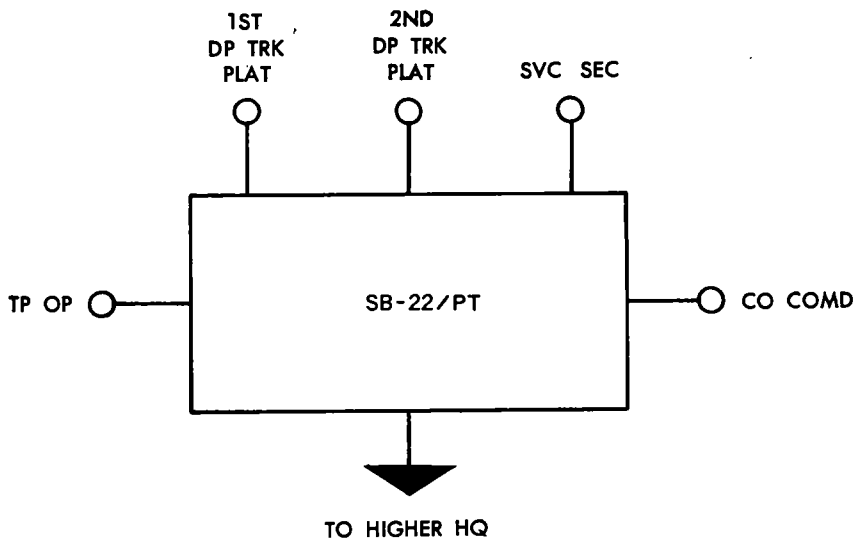 1ST
DP TRK
PLAT
2ND
DP TRK
PLAT
SVC SEC
TP OP
SB-22/PT
CO COMD
TO HIGHER HQ